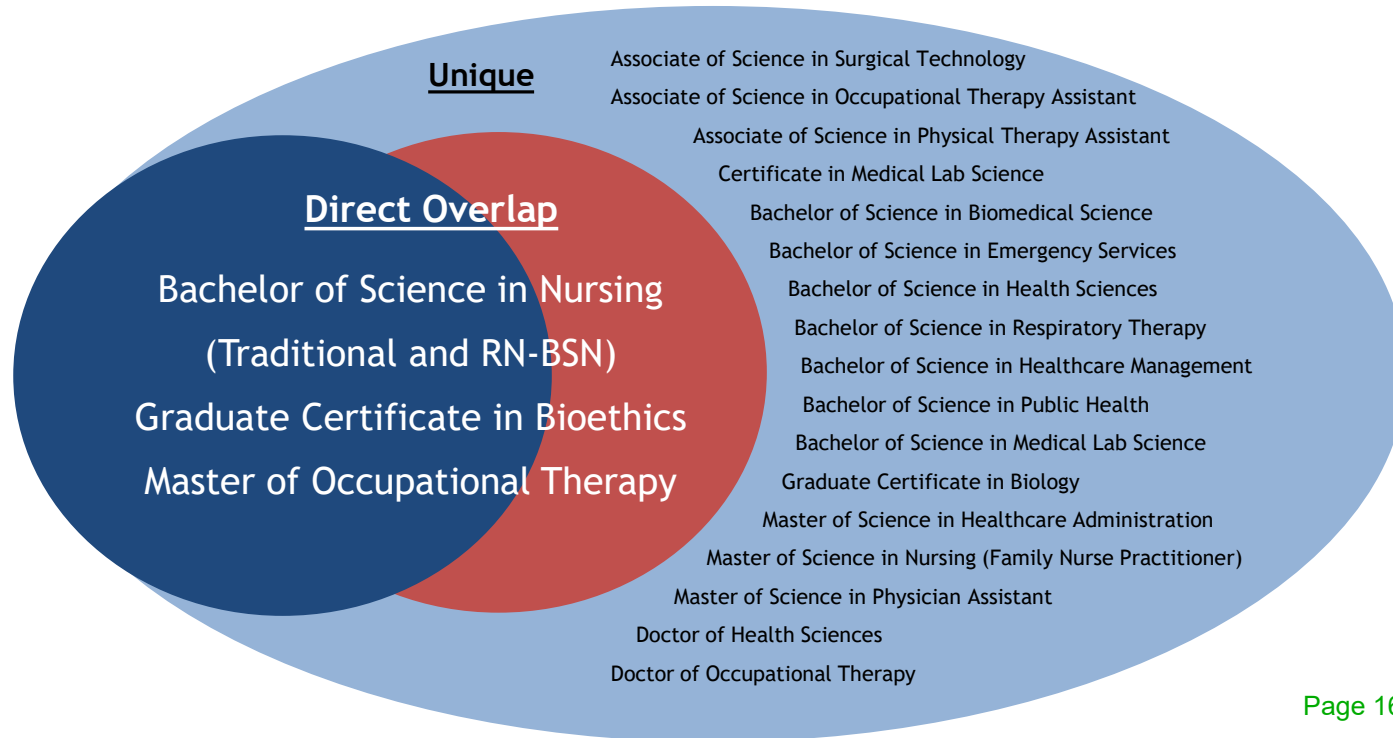 Unique
Associate of Science in Surgical Technology
Associate of Science in Occupational Therapy Assistant
Associate of Science in Physical Therapy Assistant
Certificate in Medical Lab Science
Direct Overlap
Bachelor of Science in Biomedical Science
Bachelor of Science in Emergency Services
Bachelor of Science in Nursing
(Traditional and RN-BSN)
Graduate Certificate in Bioethics
Master of Occupational Therapy
Bachelor of Science in Health Sciences
Bachelor of Science in Respiratory Therapy
Bachelor of Science in Healthcare Management
Bachelor of Science in Public Health
Bachelor of Science in Medical Lab Science
Graduate Certificate in Biology
Master of Science in Healthcare Administration
Master of Science in Nursing (Family Nurse Practitioner)
Master of Science in Physician Assistant
Doctor of Health Sciences
Doctor of Occupational Therapy
Page 16